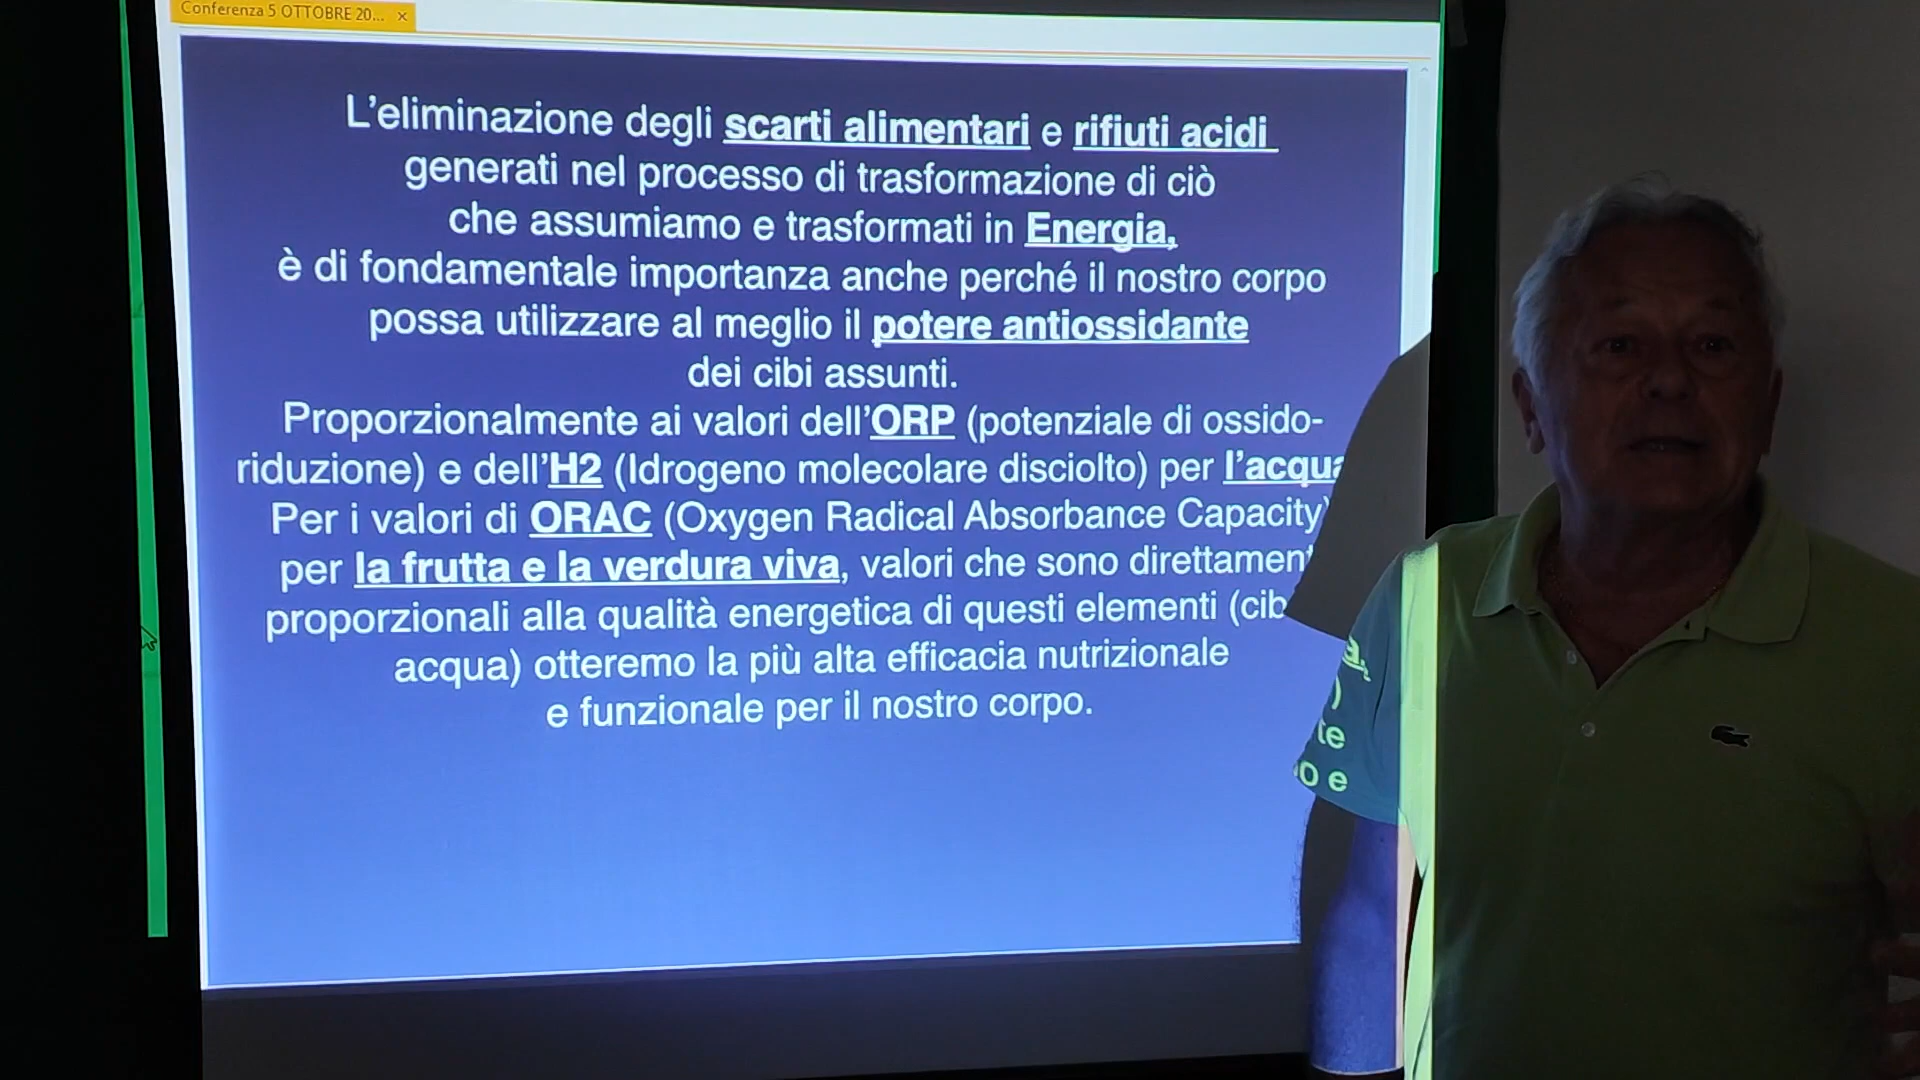 Conferenza 5 OTTOBRE 20... ×
L'eliminazione degli scarti alimentari e rifiuti acidi
generati nel processo di trasformazione di ciò
che assumiamo e trasformati in Energia,
è di fondamentale importanza anche perché il nostro corpo
possa utilizzare al meglio il potere antiossidante
dei cibi assunti.
Proporzionalmente ai valori dell'ORP (potenziale di ossido-
riduzione) e dell'H2 (Idrogeno molecolare disciolto) per l'acqua,
Per i valori di ORAC (Oxygen Radical Absorbance Capacity)
per la frutta e la verdura viva, valori che sono direttamente
proporzionali alla qualità energetica di questi elementi (cibo e
acqua) otteremo la più alta efficacia nutrizionale
e funzionale per il nostro corpo.